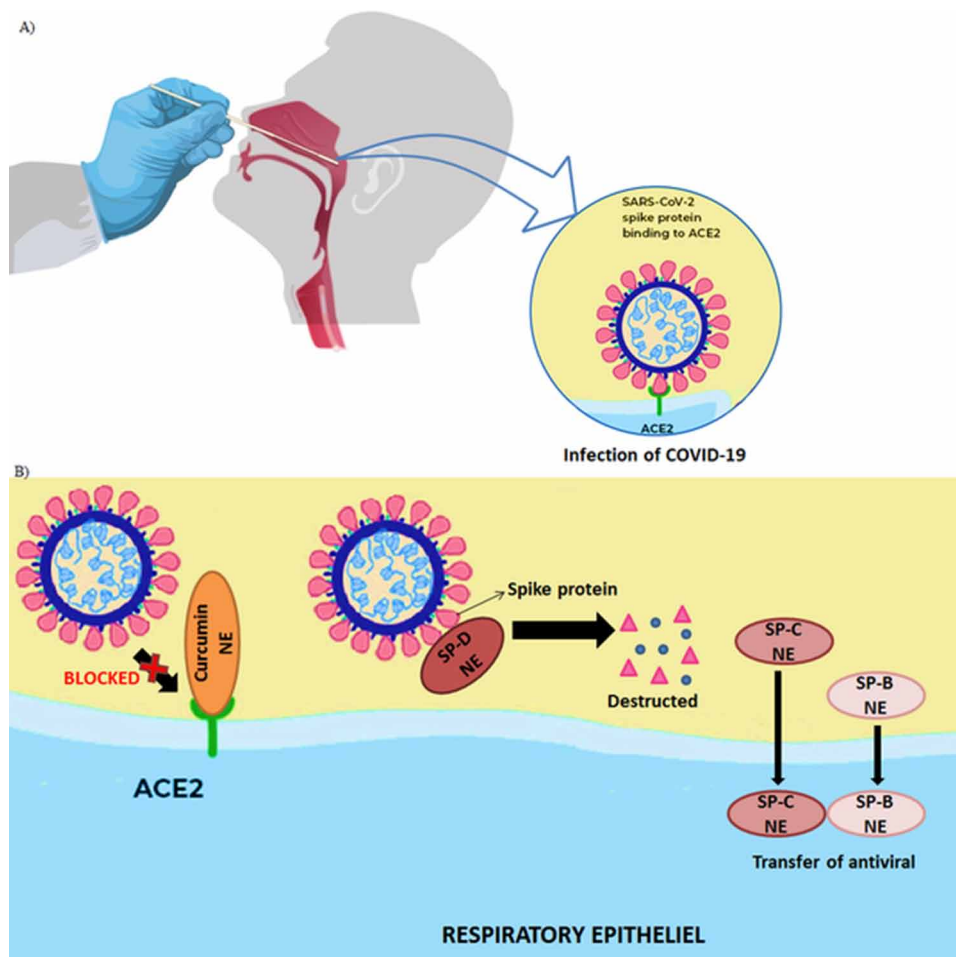 A)
SARS-CoV-2
spike protein
binding to ACE2
ACE2
Infection of COVID-19
B)
Curcumin
NE
BLOCKED
ACE2
Spike protein
SP-D
NE
Destructed
SP-C
NE
SP-B
NE
SP-C
NE
SP-B
NE
Transfer of antiviral
RESPIRATORY EPITHELIEL